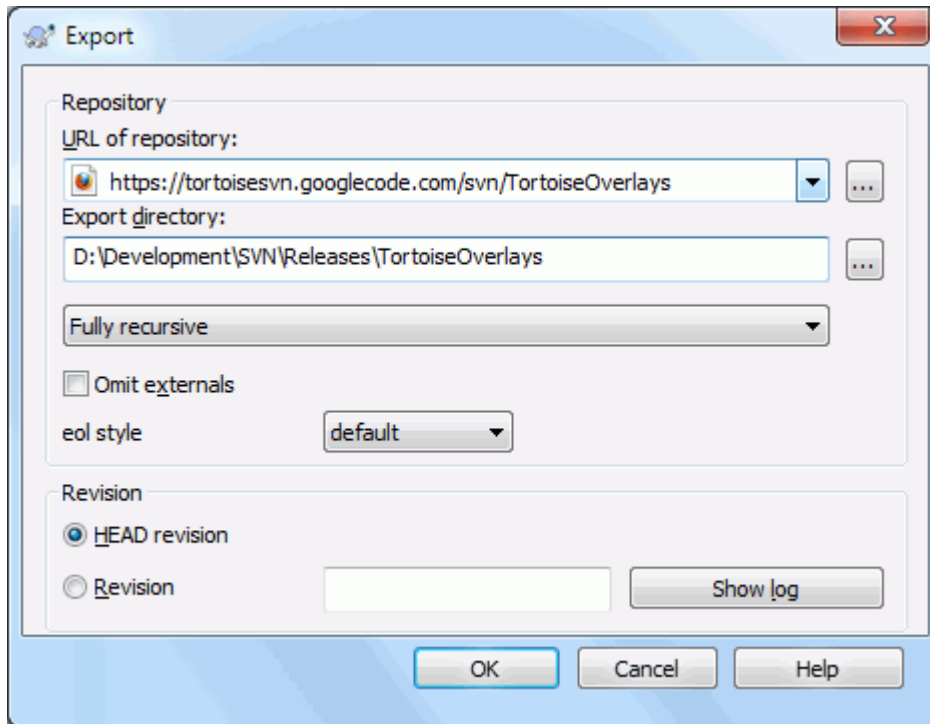 Export
Repository
URL of repository:
https://tortoisesvn.googlecode.com/svn/TortoiseOverlays
...
Export directory:
D:\Development\SVN\Releases\TortoiseOverlays
...
Fully recursive
Omit externals
eol style default
Revision
HEAD revision
Revision Show log
OK Cancel Help